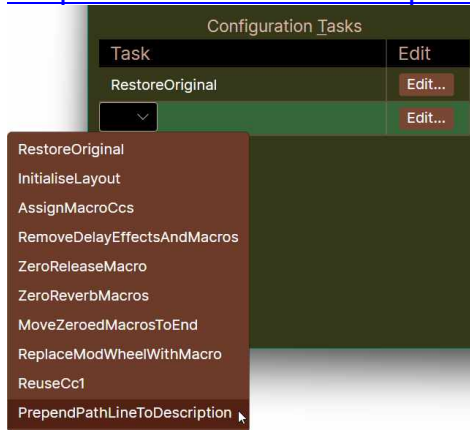 Configuration Tasks
Task Edit
RestoreOriginal Edit...
Edit...
RestoreOriginal
InitialiseLayout
AssignMacroCcs
RemoveDelayEffectsAndMacros
ZeroReleaseMacro
ZeroReverbMacros
MoveZeroedMacrosToEnd
ReplaceModWheelWithMacro
ReuseCc1
PrependPathLineToDescription